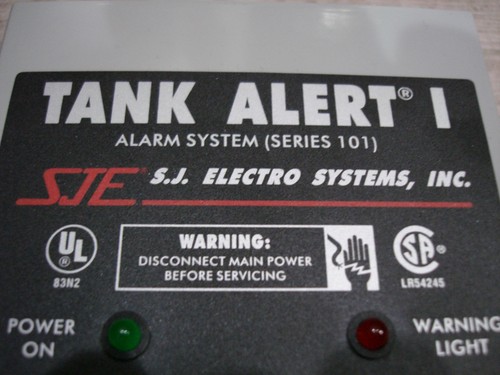 TANK ALERT® I
ALARM SYSTEM (SERIES 101)
SJE® S.J. ELECTRO SYSTEMS, INC.
UL®
83N2
WARNING:
DISCONNECT MAIN POWER
BEFORE SERVICING
SA®
LR54245
POWER
ON
WARNING
LIGHT